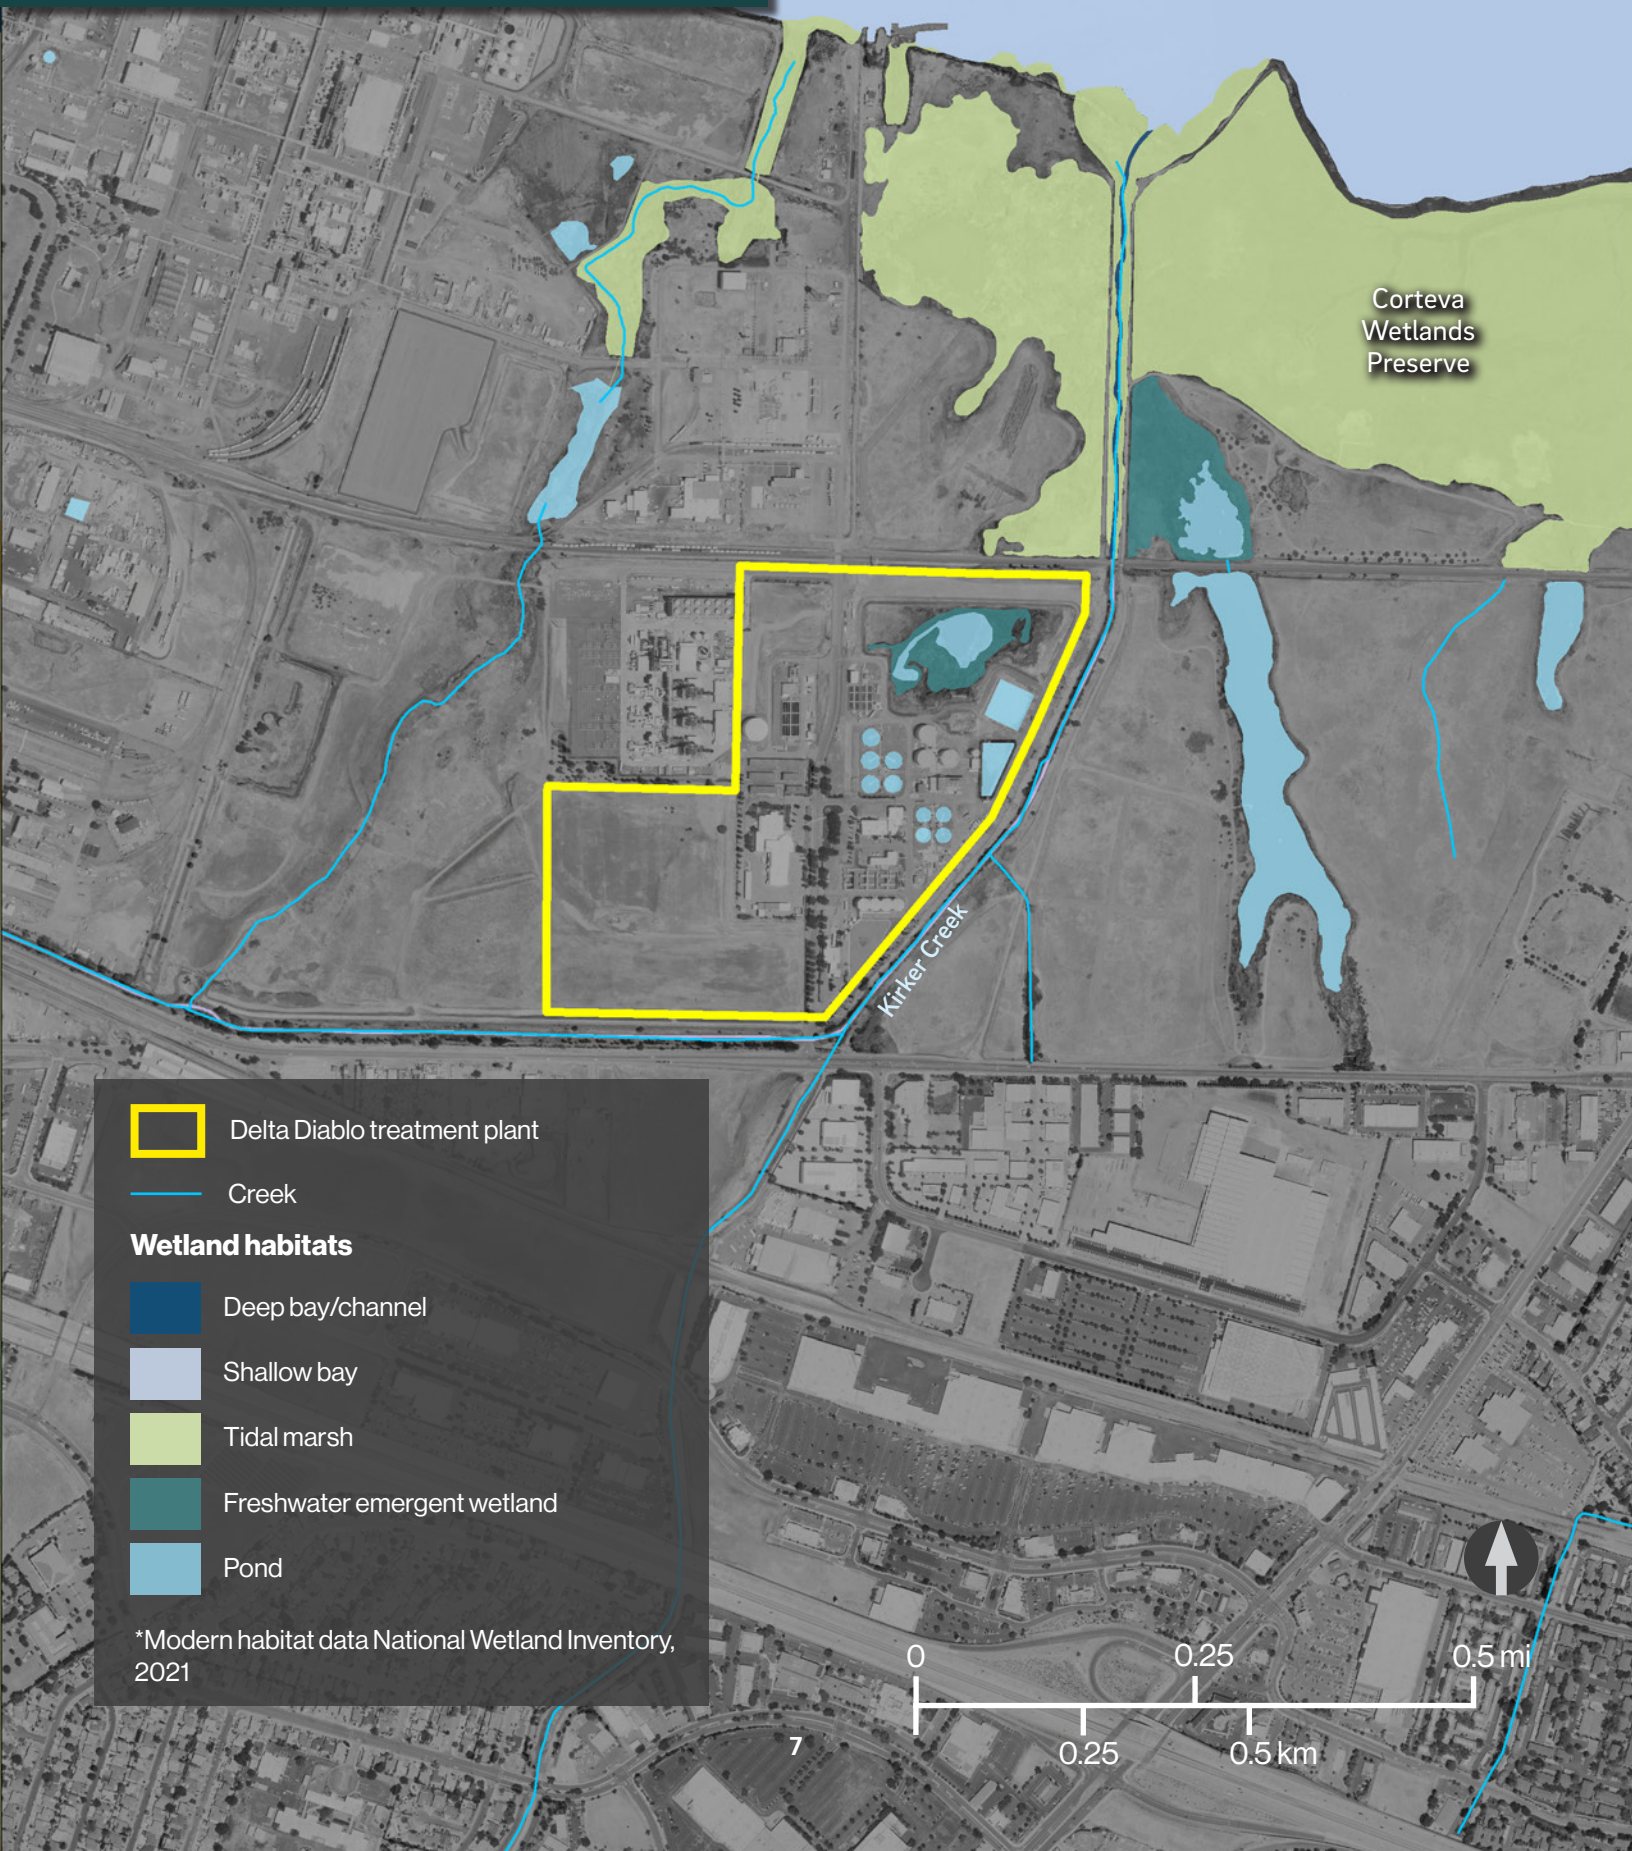 Corteva
Wetlands
Preserve
Kirker Creek
Delta Diablo treatment plant
Creek
Wetland habitats
Deep bay/channel
Shallow bay
Tidal marsh
Freshwater emergent wetland
Pond
*Modern habitat data National Wetland Inventory,
2021
0 0.25 0.5 mi
0.25 0.5 km
7